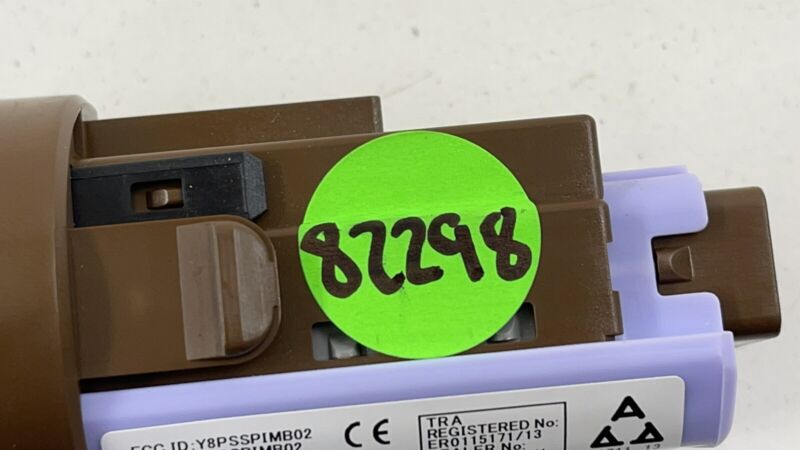 82298
FCC ID:Y8PSSPIMB02
CE
TRA
REGISTERED No:
ER0115171/13